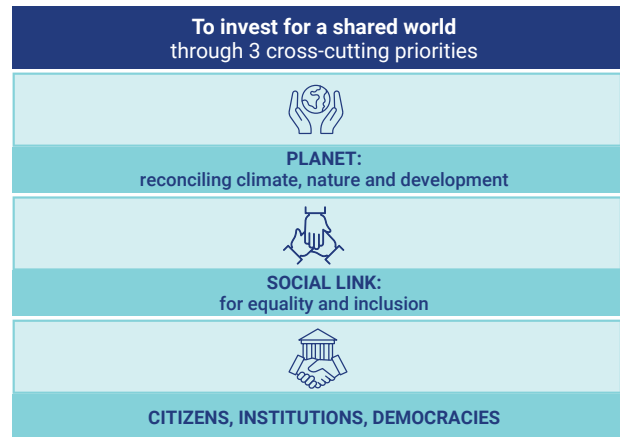 To invest for a shared world
through 3 cross-cutting priorities
PLANET:
reconciling climate, nature and development
SOCIAL LINK:
for equality and inclusion
CITIZENS, INSTITUTIONS, DEMOCRACIES